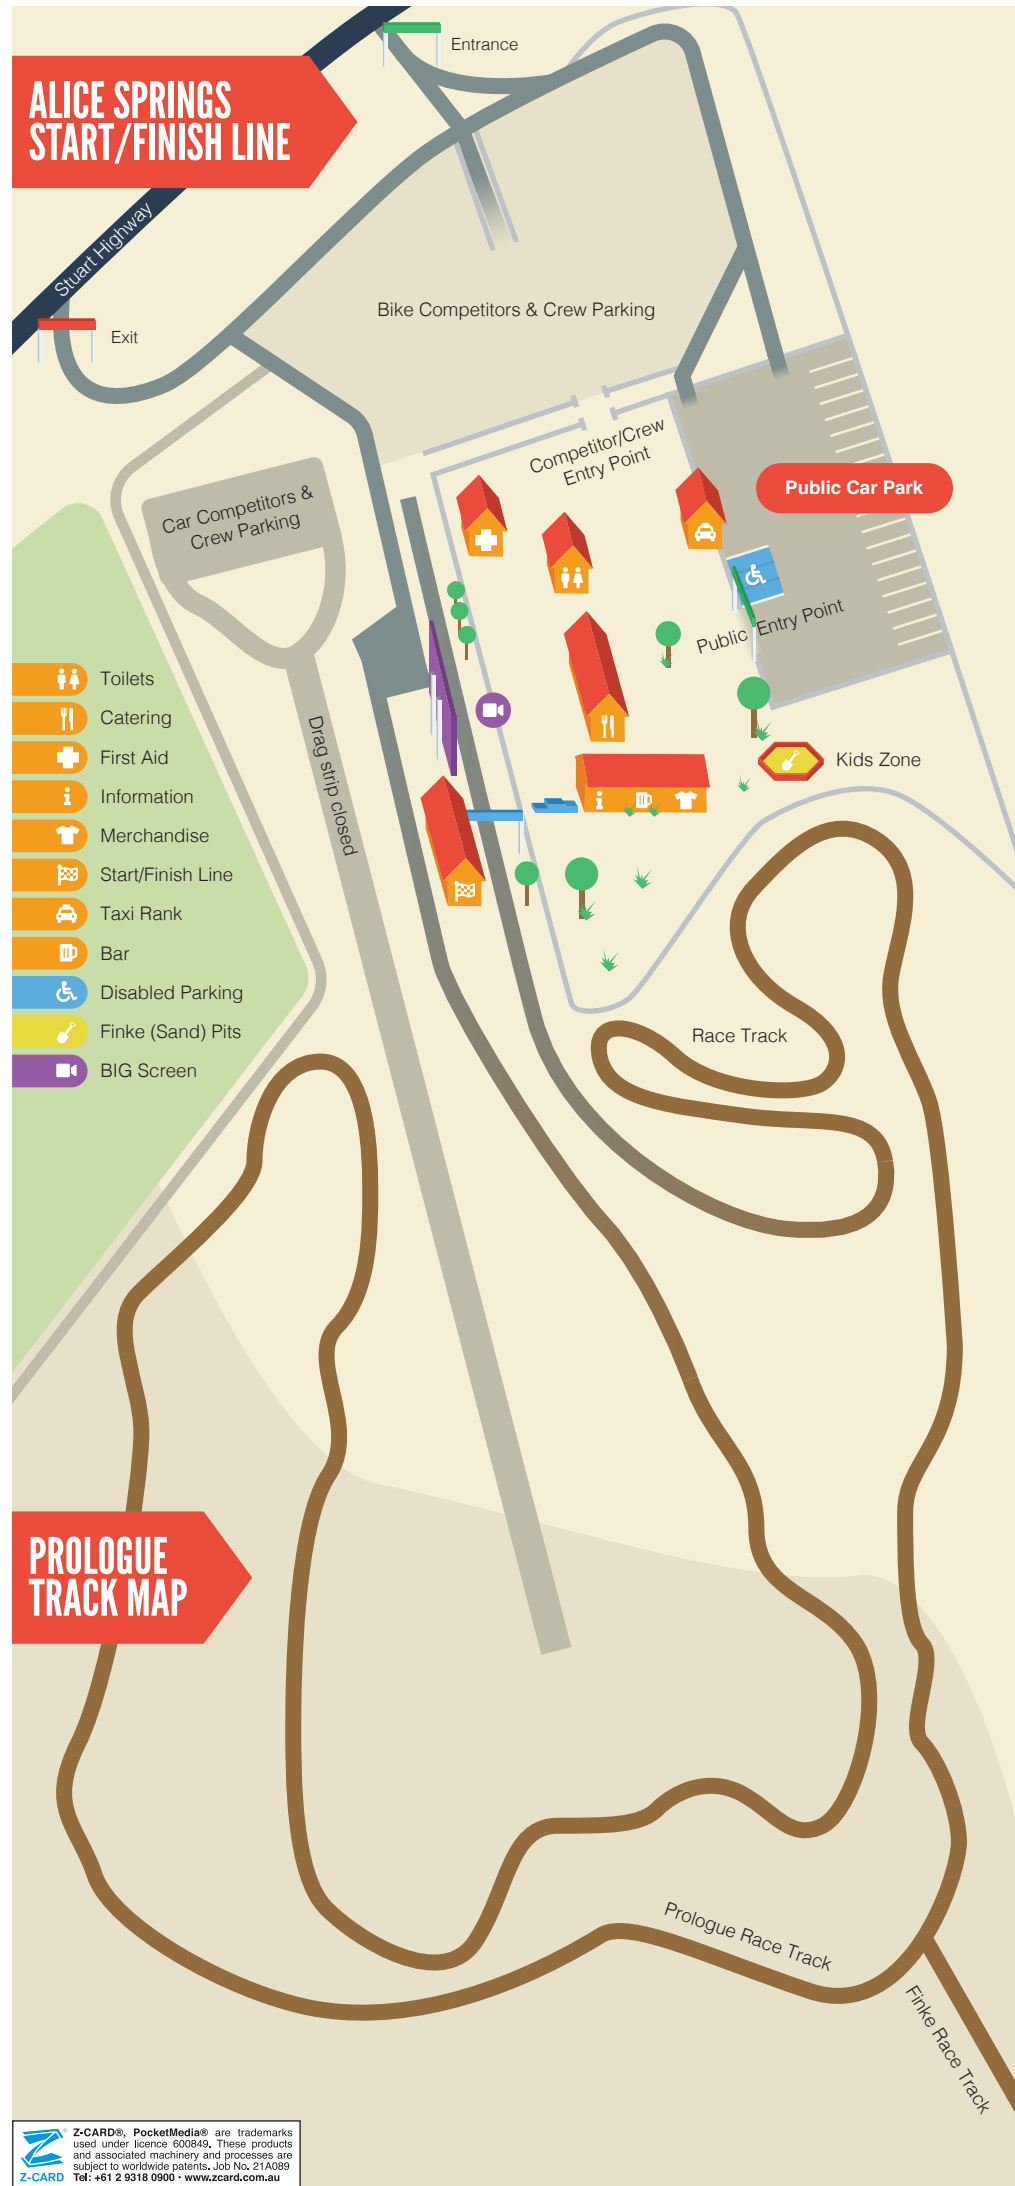 Entrance
ALICE SPRINGS
START/FINISH LINE
Stuart Highway
Exit
Bike Competitors & Crew Parking
Competitor/Crew
Entry Point
Public Car Park
Car Competitors &
Crew Parking
Public Entry Point
Toilets
Catering
First Aid
Information
Merchandise
Start/Finish Line
Taxi Rank
Bar
Disabled Parking
Finke (Sand) Pits
BIG Screen
Drag strip closed
Kids Zone
Race Track
PROLOGUE
TRACK MAP
Prologue Race Track
Finke Race Track
Z-CARD®, PocketMedia® are trademarks
used under licence 600849. These products
and associated machinery and processes are
subject to worldwide patents. Job No. 21A089
Tel: +61 2 9318 0900 • www.zcard.com.au
Z-CARD